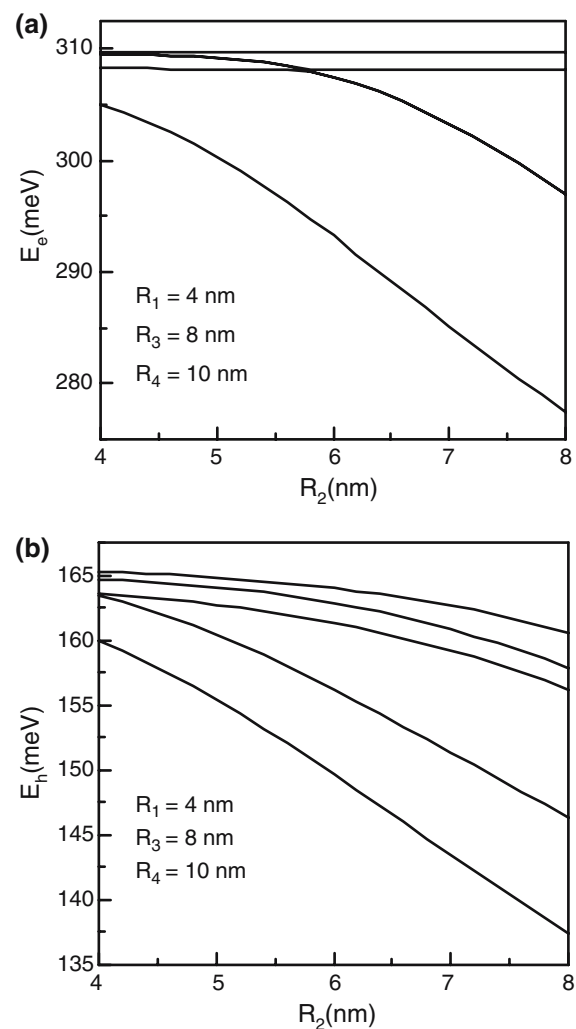 (a)
310
300
290
280
E_e(meV)
R_1 = 4 nm
R_3 = 8 nm
R_4 = 10 nm
4 5 6 7 8
R_2(nm)
(b)
165
160
155
150
145
140
135
E_h(meV)
R_1 = 4 nm
R_3 = 8 nm
R_4 = 10 nm
4 5 6 7 8
R_2(nm)